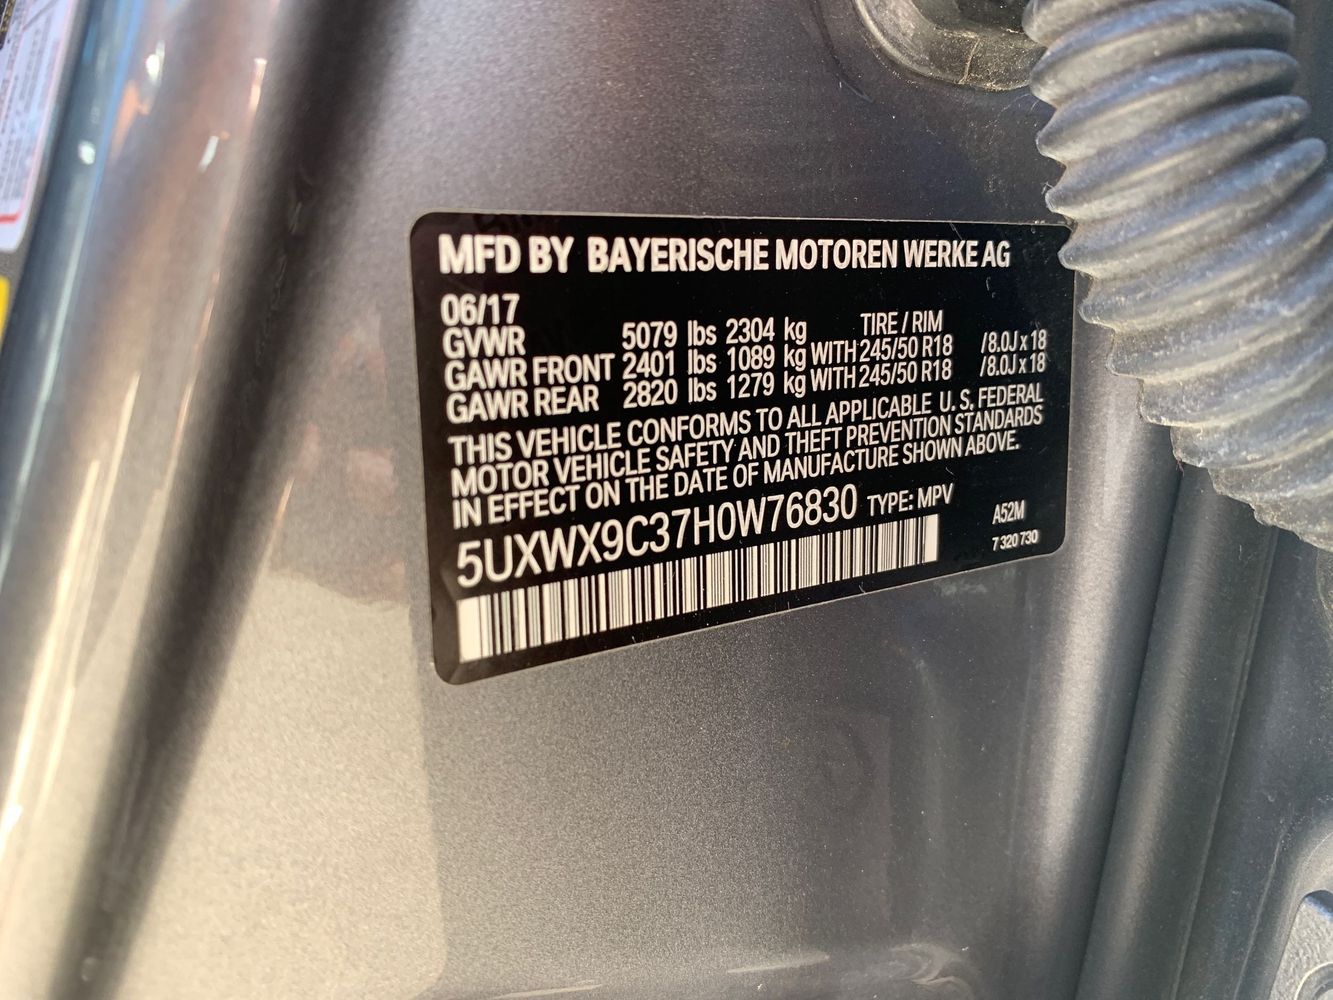 MFD BY BAYERISCHE MOTOREN WERKE AG
06/17
GVWR 5079 lbs 2304 kg TIRE / RIM
GAWR FRONT 2401 lbs 1089 kg WITH 245/50 R18 /8.0J x 18
GAWR REAR 2820 lbs 1279 kg WITH 245/50 R18 /8.0J x 18
THIS VEHICLE CONFORMS TO ALL APPLICABLE U. S. FEDERAL
MOTOR VEHICLE SAFETY AND THEFT PREVENTION STANDARDS
IN EFFECT ON THE DATE OF MANUFACTURE SHOWN ABOVE.
5UXWX9C37H0W76830 TYPE: MPV A52M
7 320 730